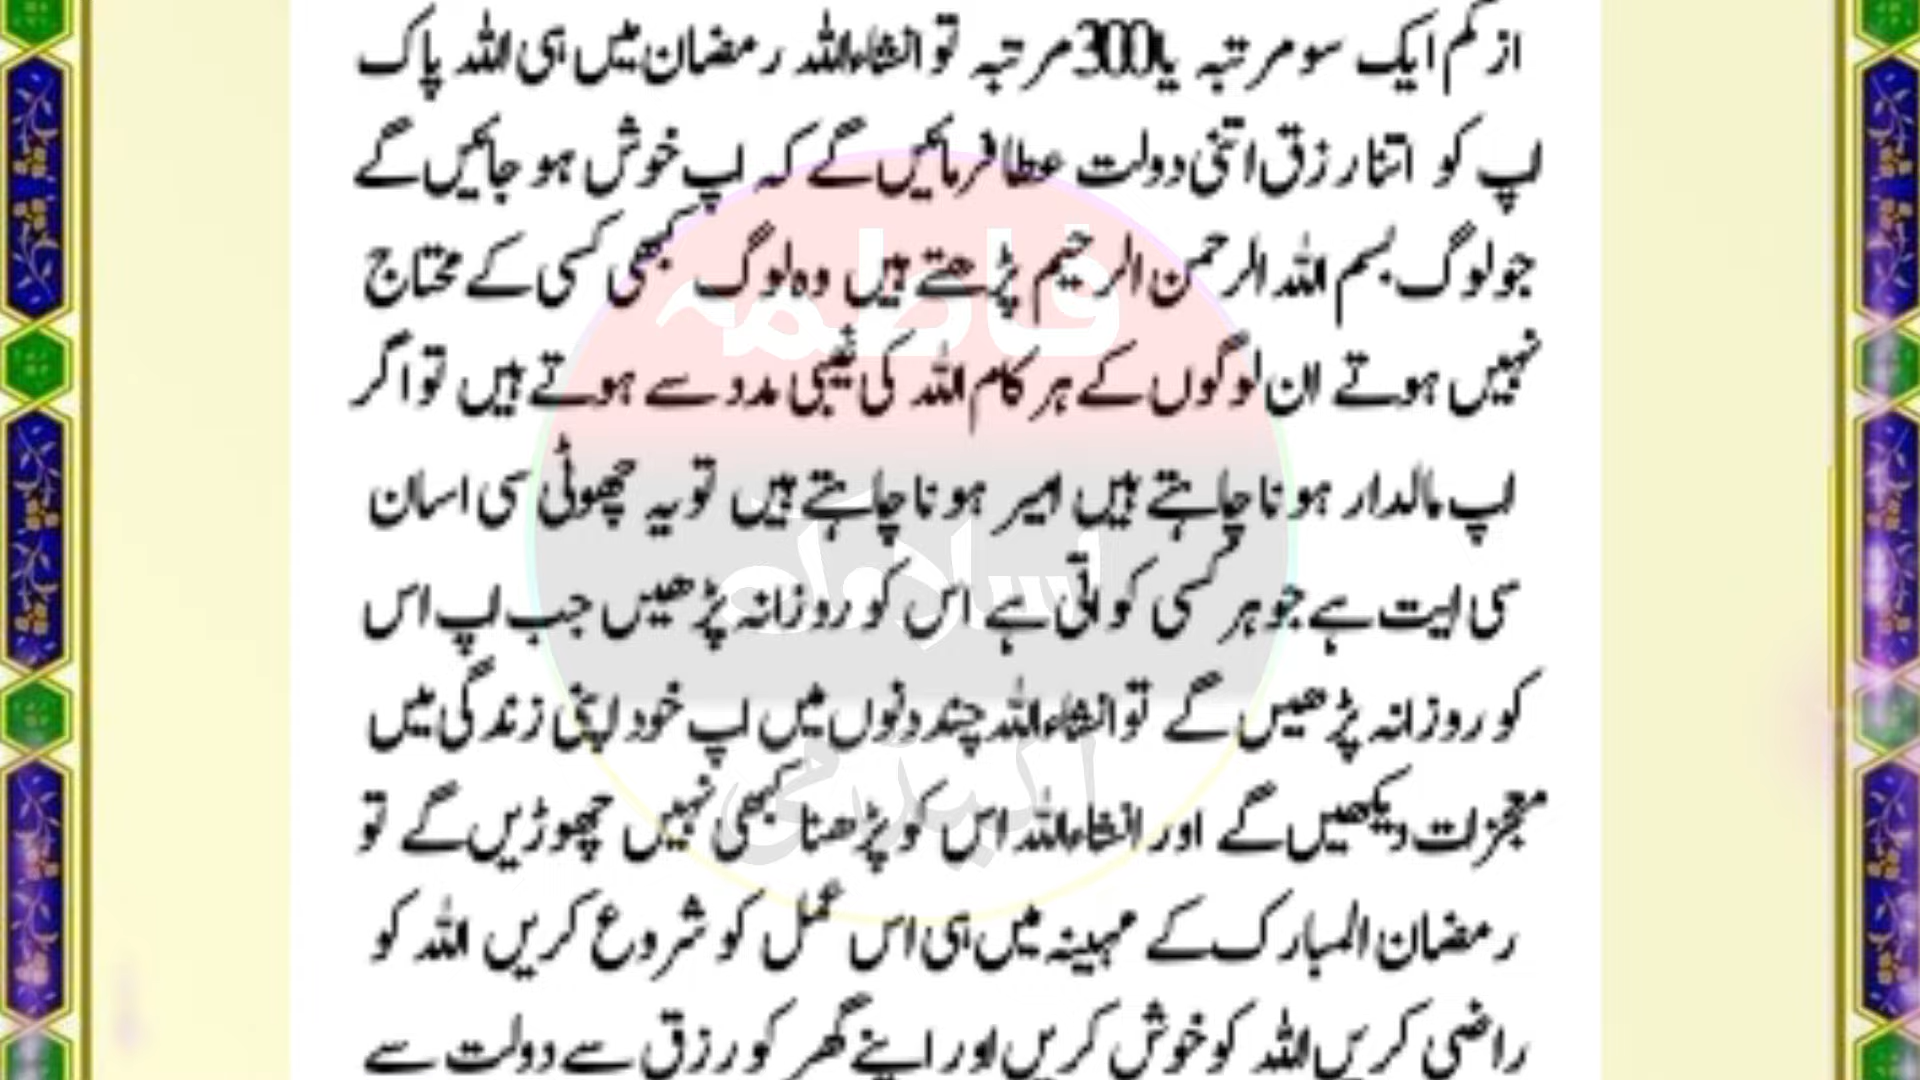 از کم ایک سو مرتبہ یا 300 مرتبہ تو انشاءاللہ رمضان میں ہی اللہ پاک
اپ کو اتنا رزق اتنی دولت عطا فرمائیں گے کہ اپ خوش ہو جائیں گے
جو لوگ بسم اللہ الرحمن الرحیم پڑھتے ہیں وہ لوگ کبھی کسی کے محتاج
نہیں ہوتے ان لوگوں کے ہر کام اللہ کی غیبی مدد سے ہوتے ہیں تو اگر
اپ مالدار ہونا چاہتے ہیں امیر ہونا چاہتے ہیں تو یہ چھوٹی سی اسان
سی ایت ہے جو ہر کسی کو اتی ہے اس کو روزانہ پڑھیں جب اپ اس
کو روزانہ پڑھیں گے تو انشاءاللہ چند دنوں میں اپ خود اپنی زندگی میں
معجزات دیکھیں گے اور انشاءاللہ اس کو پڑھنا کبھی نہیں چھوڑیں گے تو
رمضان المبارک کے مہینہ میں ہی اس عمل کو شروع کریں اللہ کو
راضی کریں اللہ کو خوش کریں اور اپنے گھر کو رزق سے دولت سے
فاطمہ
اسلامک
اکیڈمی